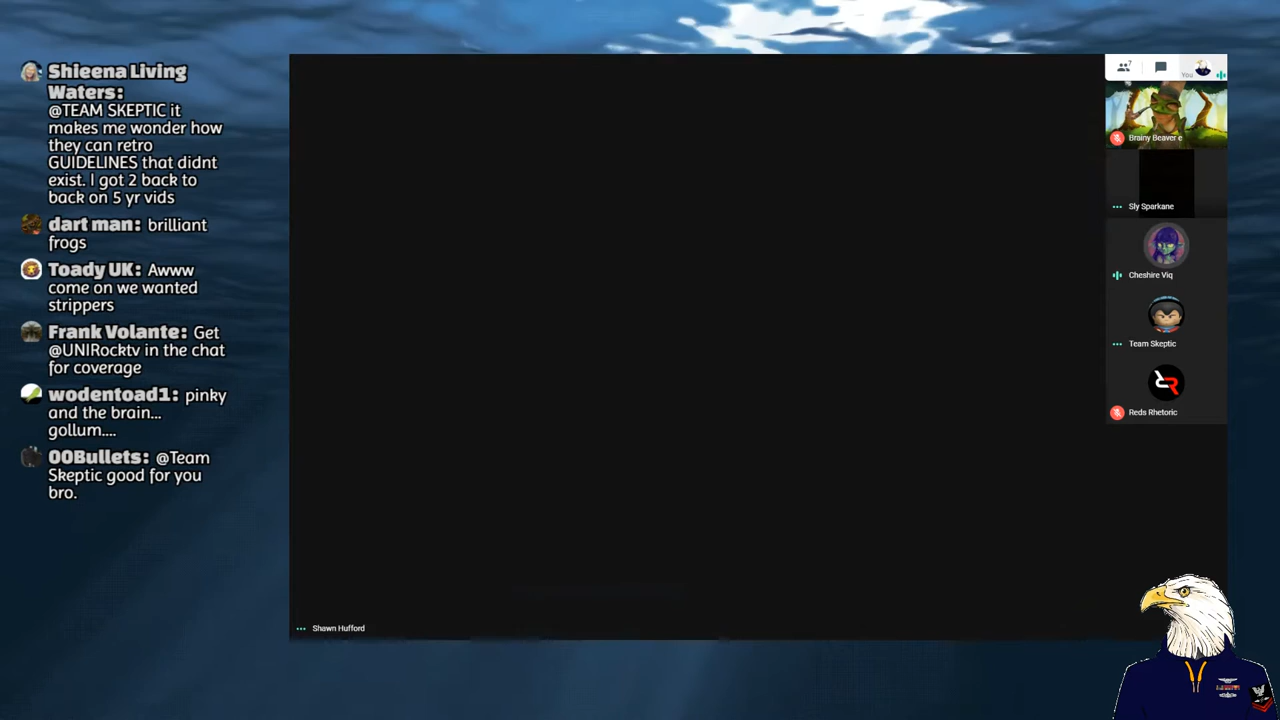 Shieena Living
Waters:
@TEAM SKEPTIC it
makes me wonder how
they can retro
GUIDELINES that didnt
exist. I got 2 back to
back on 5 yr vids
dart man: brilliant
frogs
Toady UK: Awww
come on we wanted
strippers
Frank Volante: Get
@UNIRocktv in the chat
for coverage
wodentoad1: pinky
and the brain...
gollum....
00Bullets: @Team
Skeptic good for you
bro.
7
You
Brainy Beaver e
Sly Sparkane
Cheshire Viq
Team Skeptic
Reds Rhetoric
Shawn Hufford